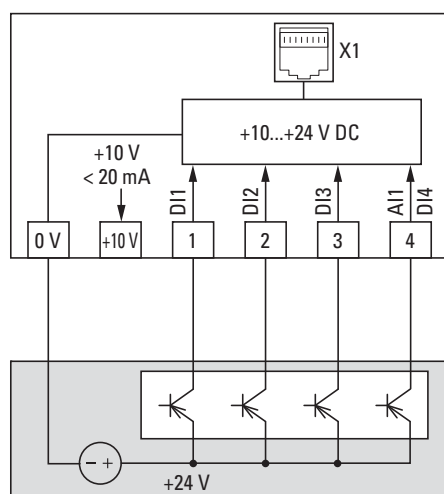 X1
+10...+24 V DC
+10 V
< 20 mA
DI1
DI2
DI3
AI1
DI4
0 V
+10 V
1
2
3
4
- +
+24 V